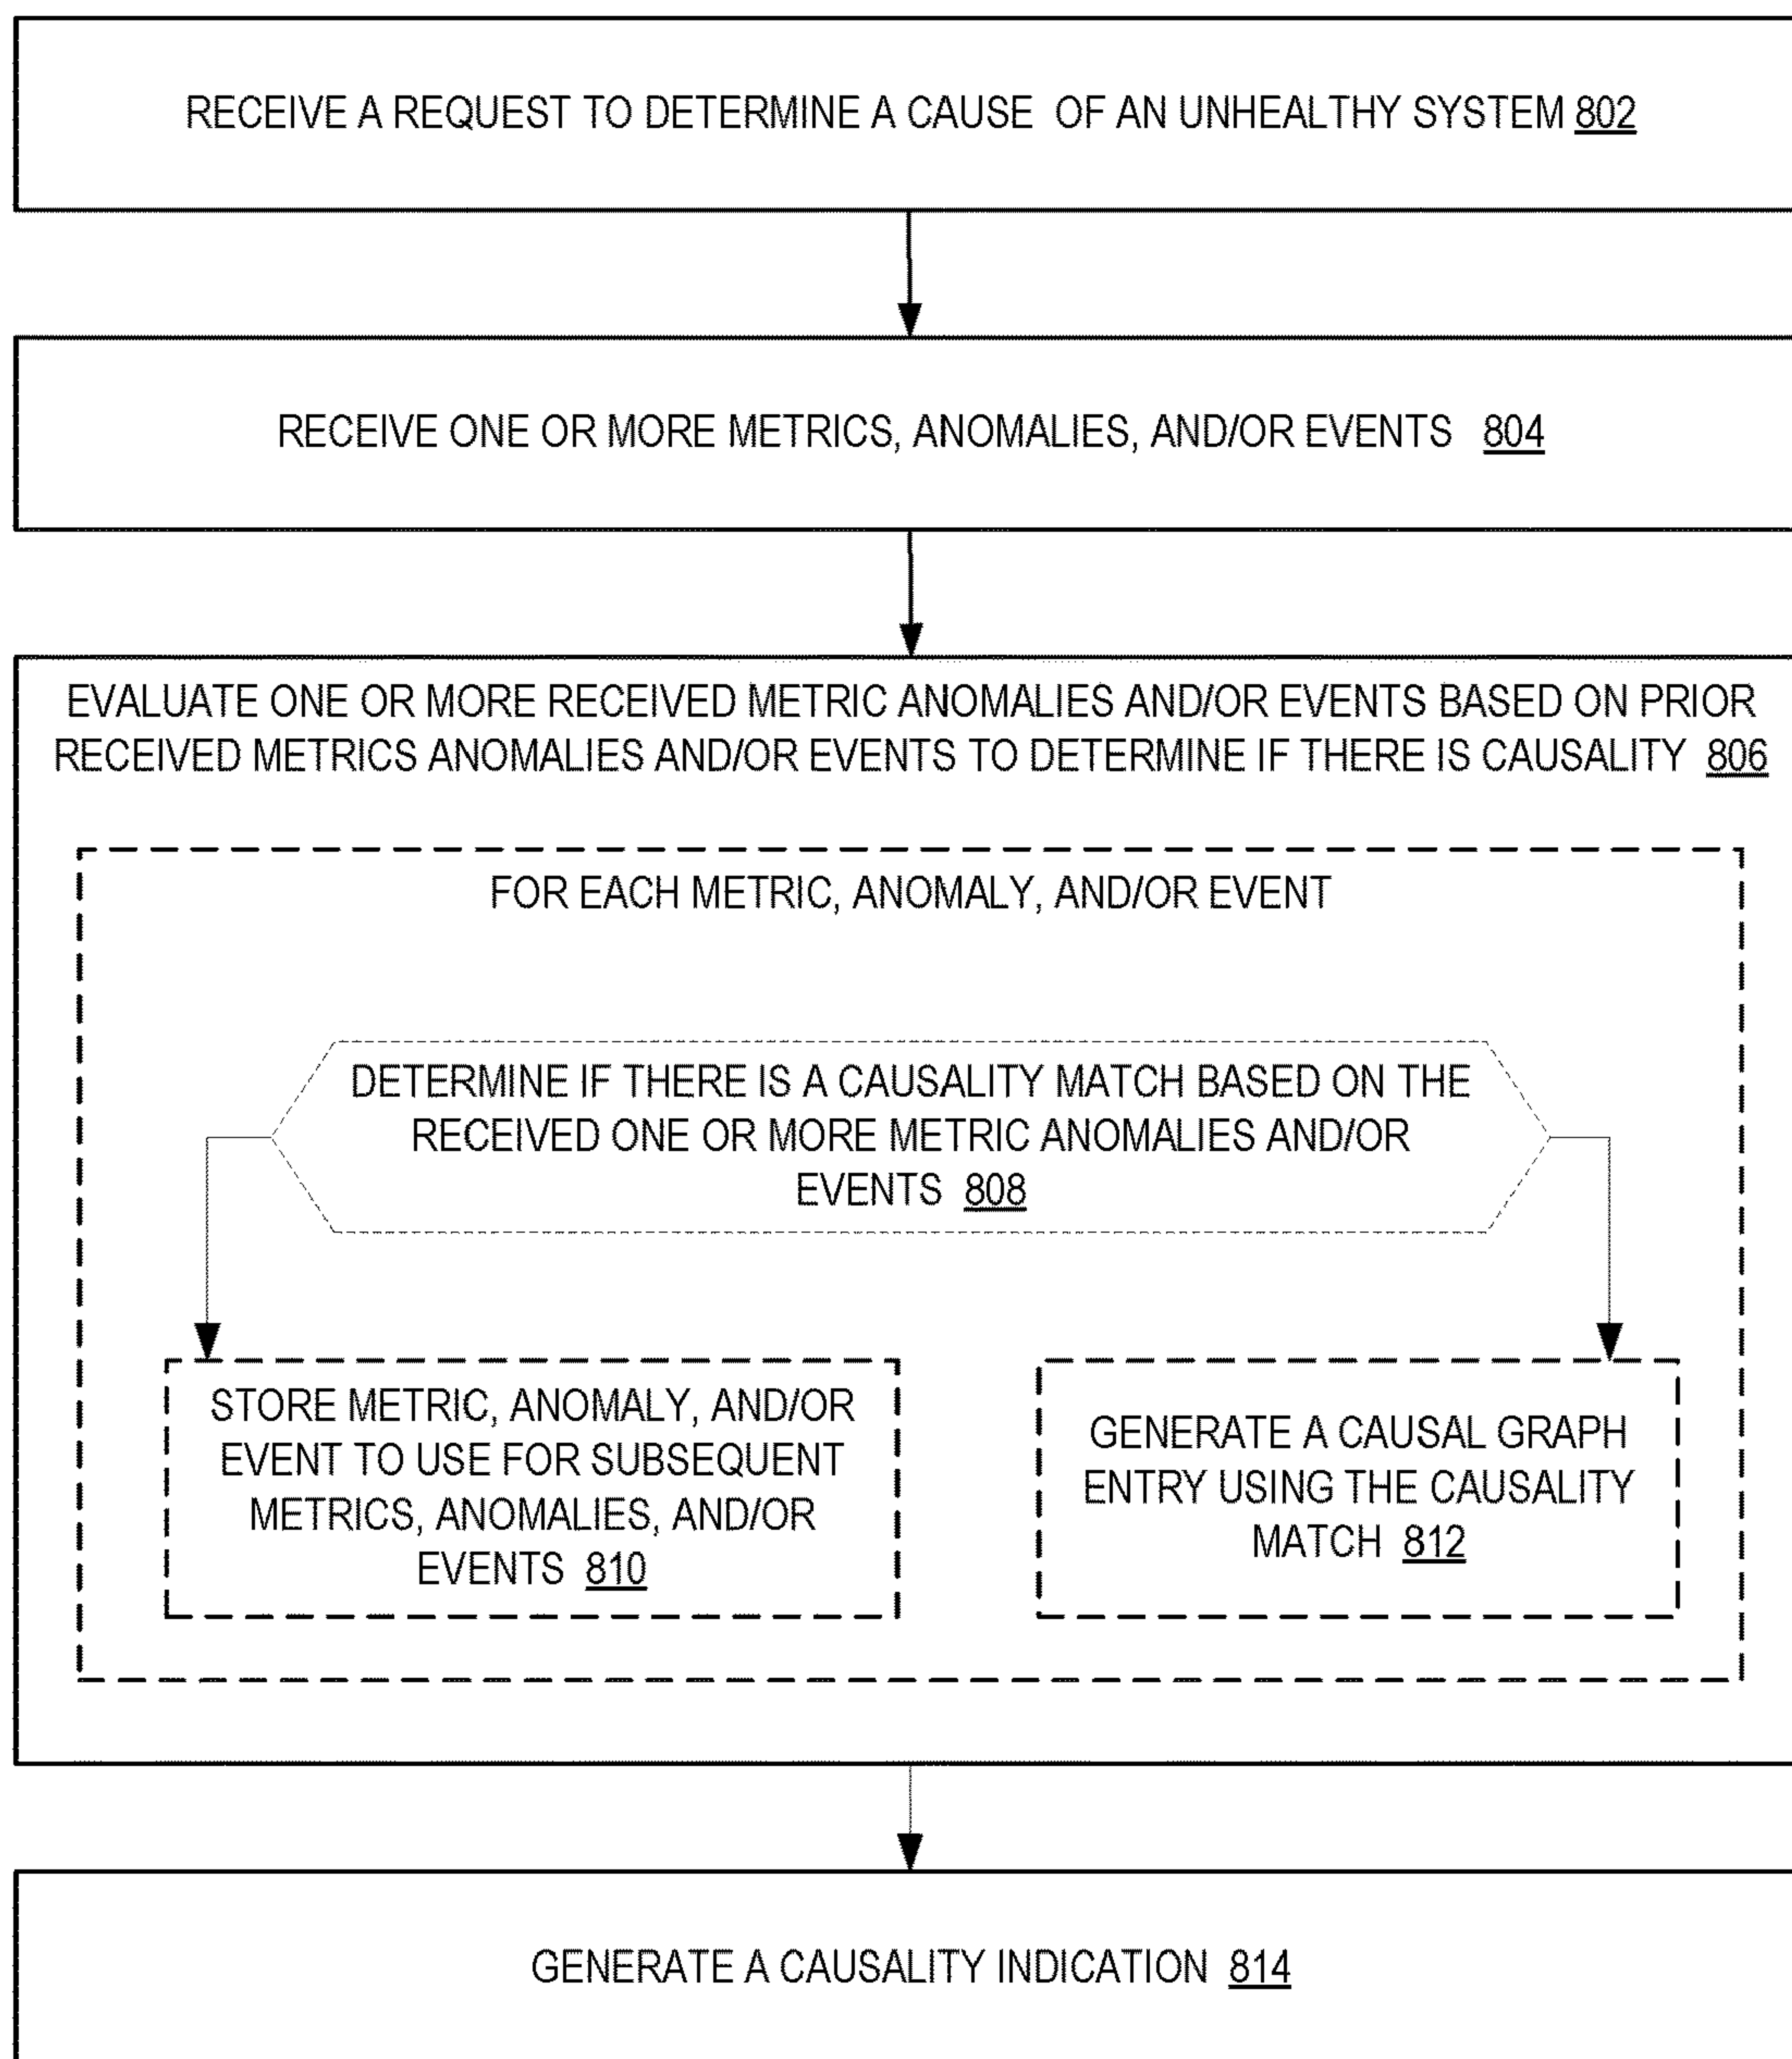 RECEIVE A REQUEST TO DETERMINE A CAUSE OF AN UNHEALTHY SYSTEM 802
RECEIVE ONE OR MORE METRICS, ANOMALIES, AND/OR EVENTS 804
EVALUATE ONE OR MORE RECEIVED METRIC ANOMALIES AND/OR EVENTS BASED ON PRIOR
RECEIVED METRICS ANOMALIES AND/OR EVENTS TO DETERMINE IF THERE IS CAUSALITY 806
FOR EACH METRIC, ANOMALY, AND/OR EVENT
DETERMINE IF THERE IS A CAUSALITY MATCH BASED ON THE
RECEIVED ONE OR MORE METRIC ANOMALIES AND/OR
EVENTS 808
STORE METRIC, ANOMALY, AND/OR
EVENT TO USE FOR SUBSEQUENT
METRICS, ANOMALIES, AND/OR
EVENTS 810
GENERATE A CAUSAL GRAPH
ENTRY USING THE CAUSALITY
MATCH 812
GENERATE A CAUSALITY INDICATION 814